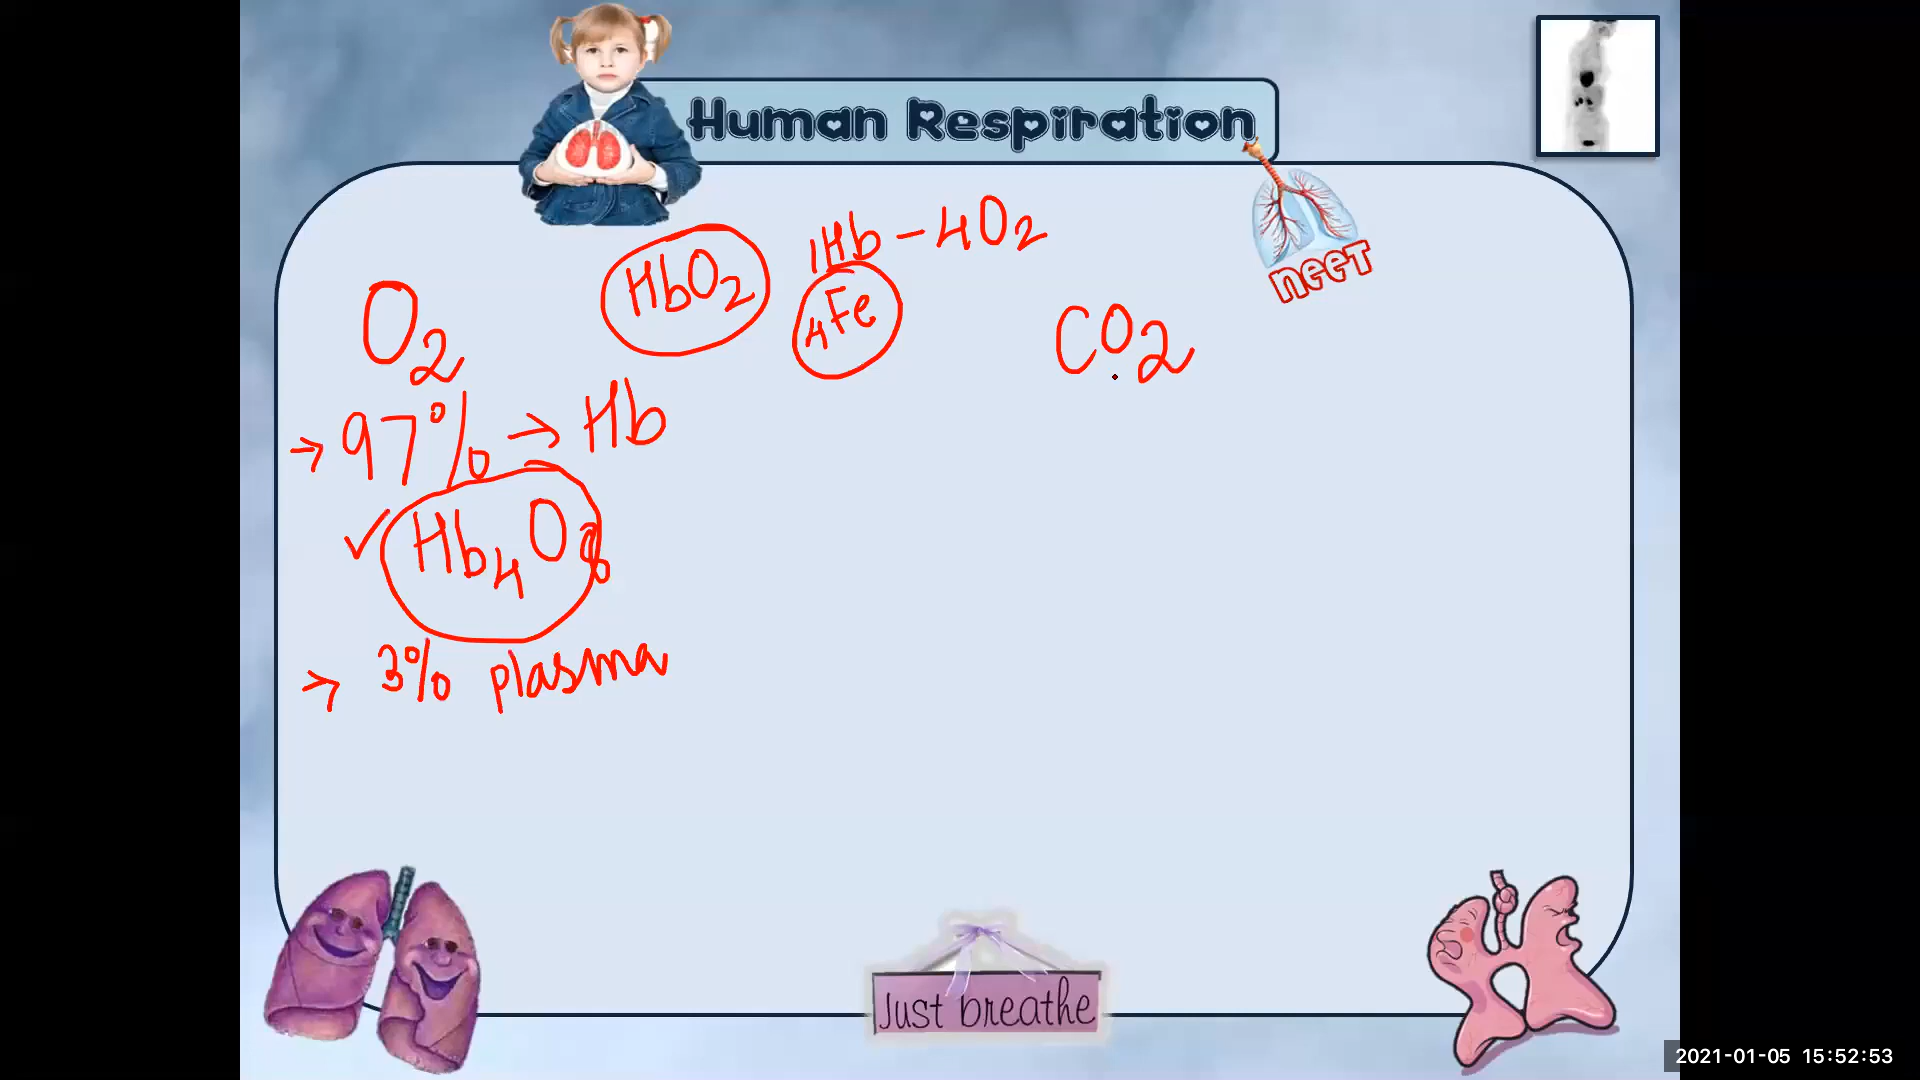 Human Respiration
NEET
1Hb - 4O2
HbO2
4Fe
O2
CO2
→ 97% → Hb
✓ Hb4O8
→ 3% plasma
Just breathe
2021-01-05 15:52:53